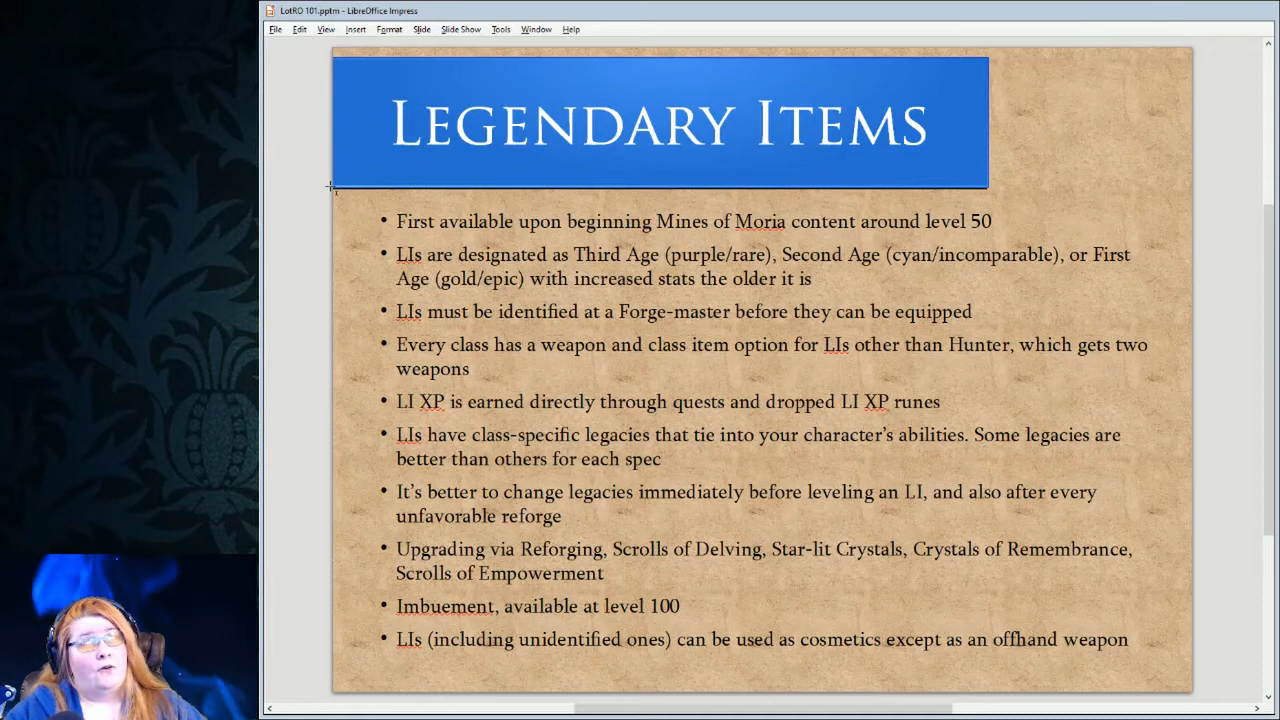 LotRO 101.pptm - LibreOffice Impress
File Edit View Insert Format Slide Slide Show Tools Window Help
LEGENDARY ITEMS
• First available upon beginning Mines of Moria content around level 50
• LIs are designated as Third Age (purple/rare), Second Age (cyan/incomparable), or First
Age (gold/epic) with increased stats the older it is
• LIs must be identified at a Forge-master before they can be equipped
• Every class has a weapon and class item option for LIs other than Hunter, which gets two
weapons
• LI XP is earned directly through quests and dropped LI XP runes
• LIs have class-specific legacies that tie into your character's abilities. Some legacies are
better than others for each spec
• It's better to change legacies immediately before leveling an LI, and also after every
unfavorable reforge
• Upgrading via Reforging, Scrolls of Delving, Star-lit Crystals, Crystals of Remembrance,
Scrolls of Empowerment
• Imbuement, available at level 100
• LIs (including unidentified ones) can be used as cosmetics except as an offhand weapon